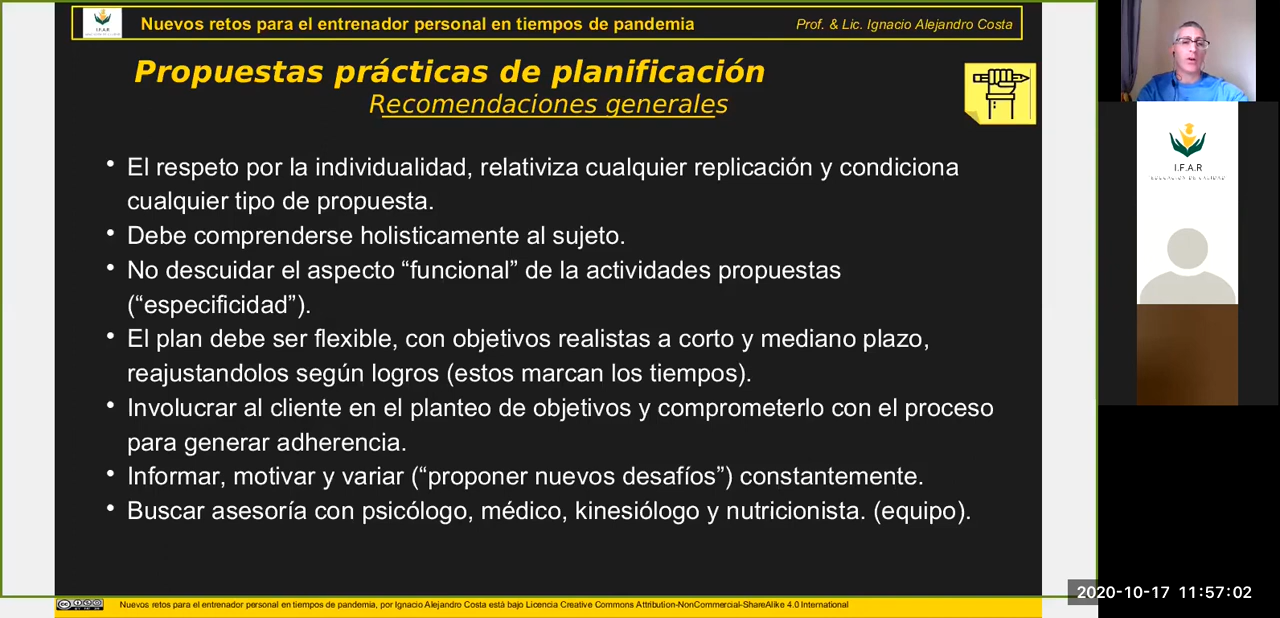 Nuevos retos para el entrenador personal en tiempos de pandemia
Prof. & Lic. Ignacio Alejandro Costa
Propuestas prácticas de planificación
Recomendaciones generales
• El respeto por la individualidad, relativiza cualquier replicación y condiciona
cualquier tipo de propuesta.
• Debe comprenderse holisticamente al sujeto.
• No descuidar el aspecto “funcional” de la actividades propuestas
(“especificidad”).
• El plan debe ser flexible, con objetivos realistas a corto y mediano plazo,
reajustandolos según logros (estos marcan los tiempos).
• Involucrar al cliente en el planteo de objetivos y comprometerlo con el proceso
para generar adherencia.
• Informar, motivar y variar (“proponer nuevos desafíos”) constantemente.
• Buscar asesoría con psicólogo, médico, kinesiólogo y nutricionista. (equipo).
Nuevos retos para el entrenador personal en tiempos de pandemia, por Ignacio Alejandro Costa está bajo Licencia Creative Commons Attribution-NonCommercial-ShareAlike 4.0 International
I.F.A.R
2020-10-17 11:57:02